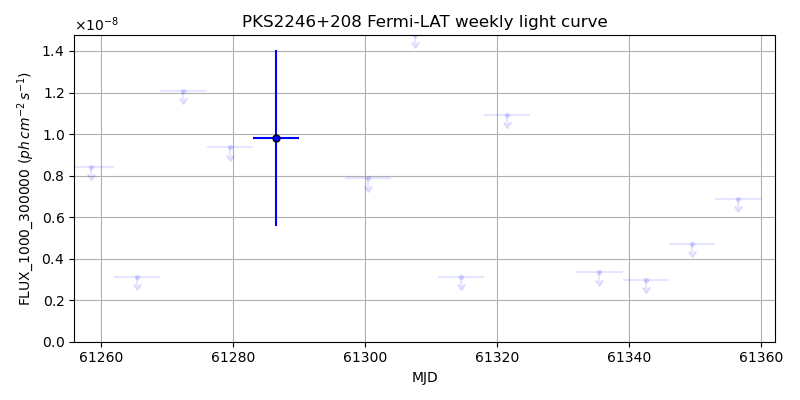 PKS2246+208 Fermi-LAT weekly light curve
×10⁻⁸
FLUX_1000_300000 (ph cm⁻² s⁻¹)
1.4
1.2
1.0
0.8
0.6
0.4
0.2
0.0
61260 61280 61300 61320 61340 61360
MJD